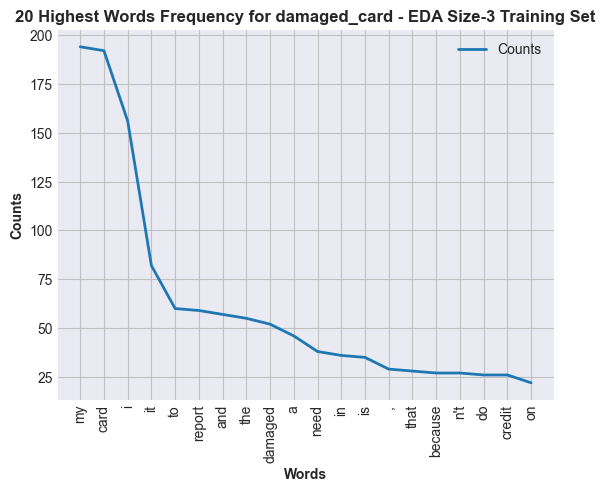 20 Highest Words Frequency for damaged_card - EDA Size-3 Training Set
Counts
200
175
150
125
100
75
50
25
Counts
my
card
i
it
to
report
and
the
damaged
a
need
in
is
,
that
because
n't
do
credit
on
Words